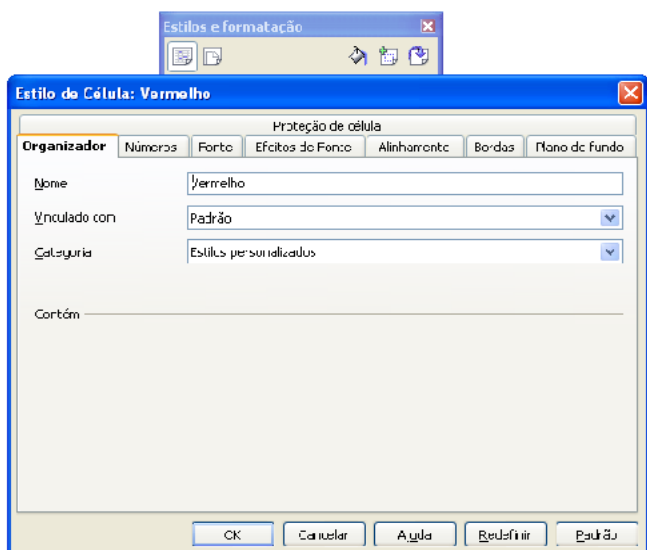 Estilos e formatação
Estilo de Célula: Vermelho
Proteção de célula
Organizador Números Fonte Efeitos de Fonte Alinhamento Bordas Plano de fundo
Nome Vermelho
Vinculado com Padrão
Categoria Estilos personalizados
Contém
OK Cancelar Ajuda Redefinir Padrão